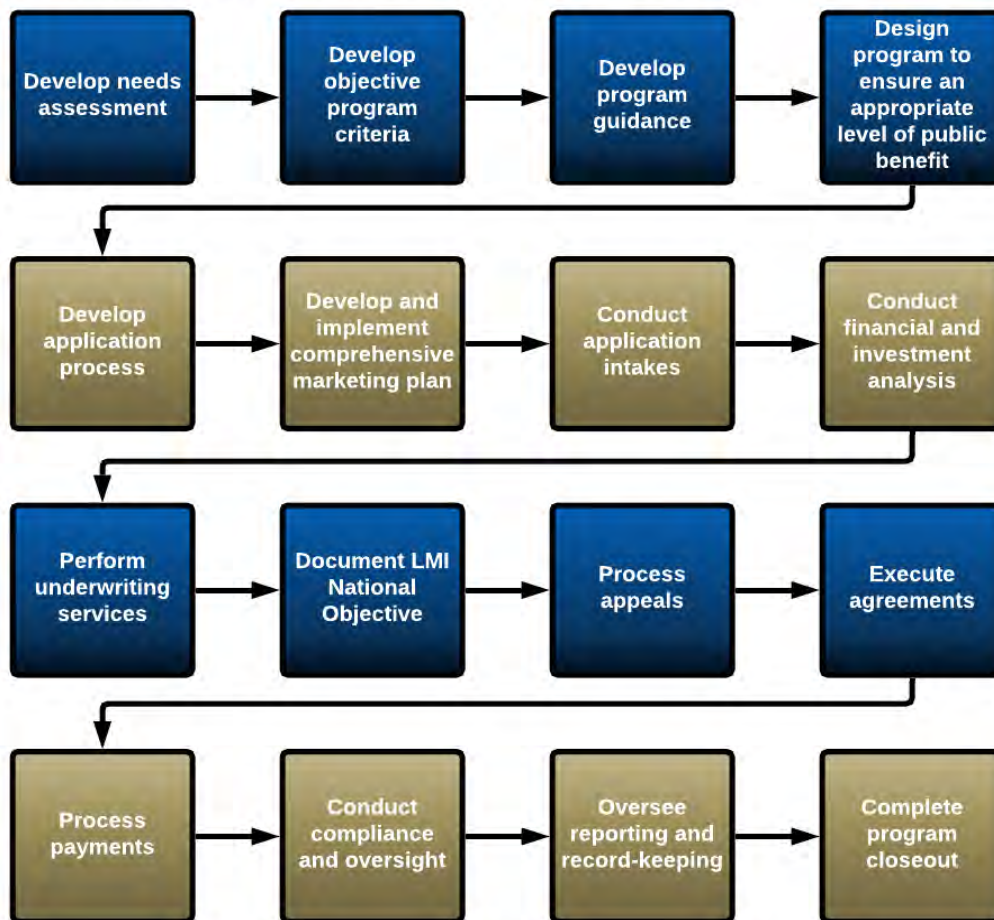 Develop needs
assessment
Develop
objective
program
criteria
Develop
program
guidance
Design
program to
ensure an
appropriate
level of public
benefit
Develop
application
process
Develop and
implement
comprehensive
marketing plan
Conduct
application
intakes
Conduct
financial and
investment
analysis
Perform
underwriting
services
Document LMI
National
Objective
Process
appeals
Execute
agreements
Process
payments
Conduct
compliance
and oversight
Oversee
reporting and
record-keeping
Complete
program
closeout